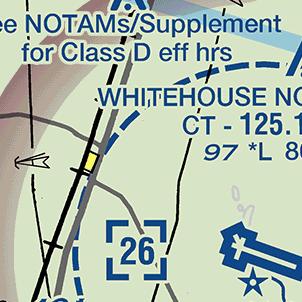 ee NOTAMs/Supplement
for Class D eff hrs
WHITEHOUSE NO
CT - 125.1
97 *L 8
26